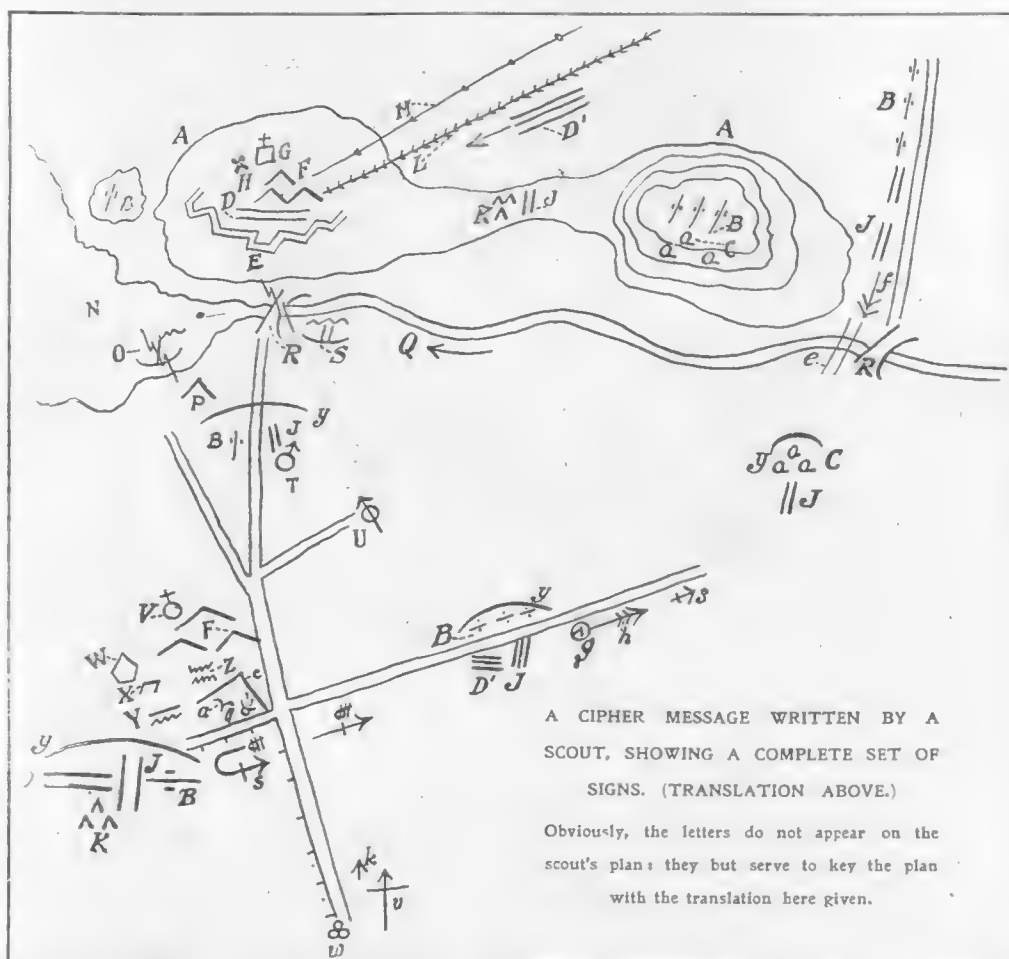 M
B
A
G
F
H
L
D'
A
D
B
K
J
B
a
a
a
C
J
E
f
N
O
R
S
Q
e
R
P
y
B
J
T
y
a
a
a
C
J
U
V
F
B
y
g
h
s
W
X
Z
e
D'
J
Y
a
q
y
J
B
s
K
k
v
w
A CIPHER MESSAGE WRITTEN BY A
SCOUT, SHOWING A COMPLETE SET OF
SIGNS. (TRANSLATION ABOVE.)
Obviously, the letters do not appear on the
scout's plan: they but serve to key the plan
with the translation here given.